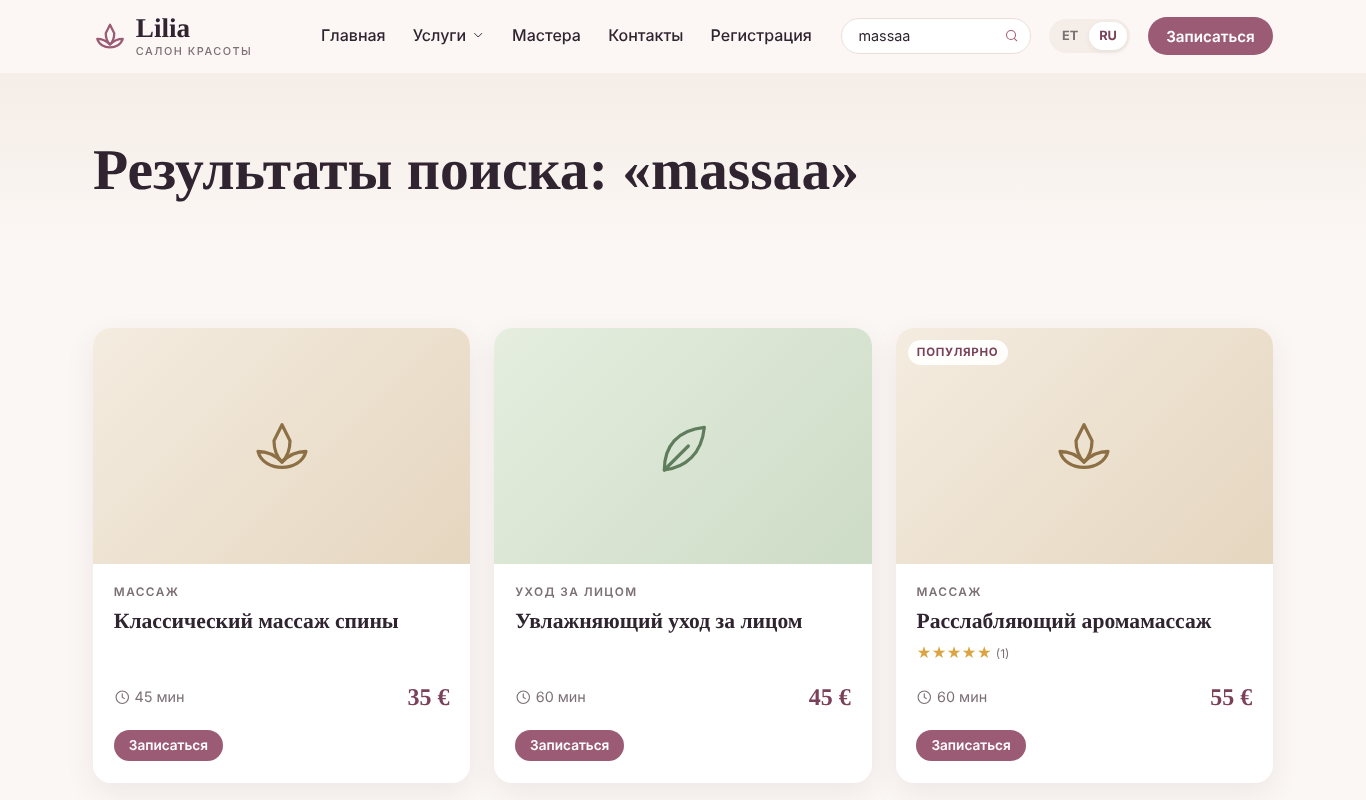 Lilia
САЛОН КРАСОТЫ
Главная Услуги Мастера Контакты Регистрация massaa ET RU Записаться
Результаты поиска: «massaa»
МАССАЖ
Классический массаж спины
45 мин 35 €
Записаться
УХОД ЗА ЛИЦОМ
Увлажняющий уход за лицом
60 мин 45 €
Записаться
ПОПУЛЯРНО
МАССАЖ
Расслабляющий аромамассаж
★★★★★ (1)
60 мин 55 €
Записаться